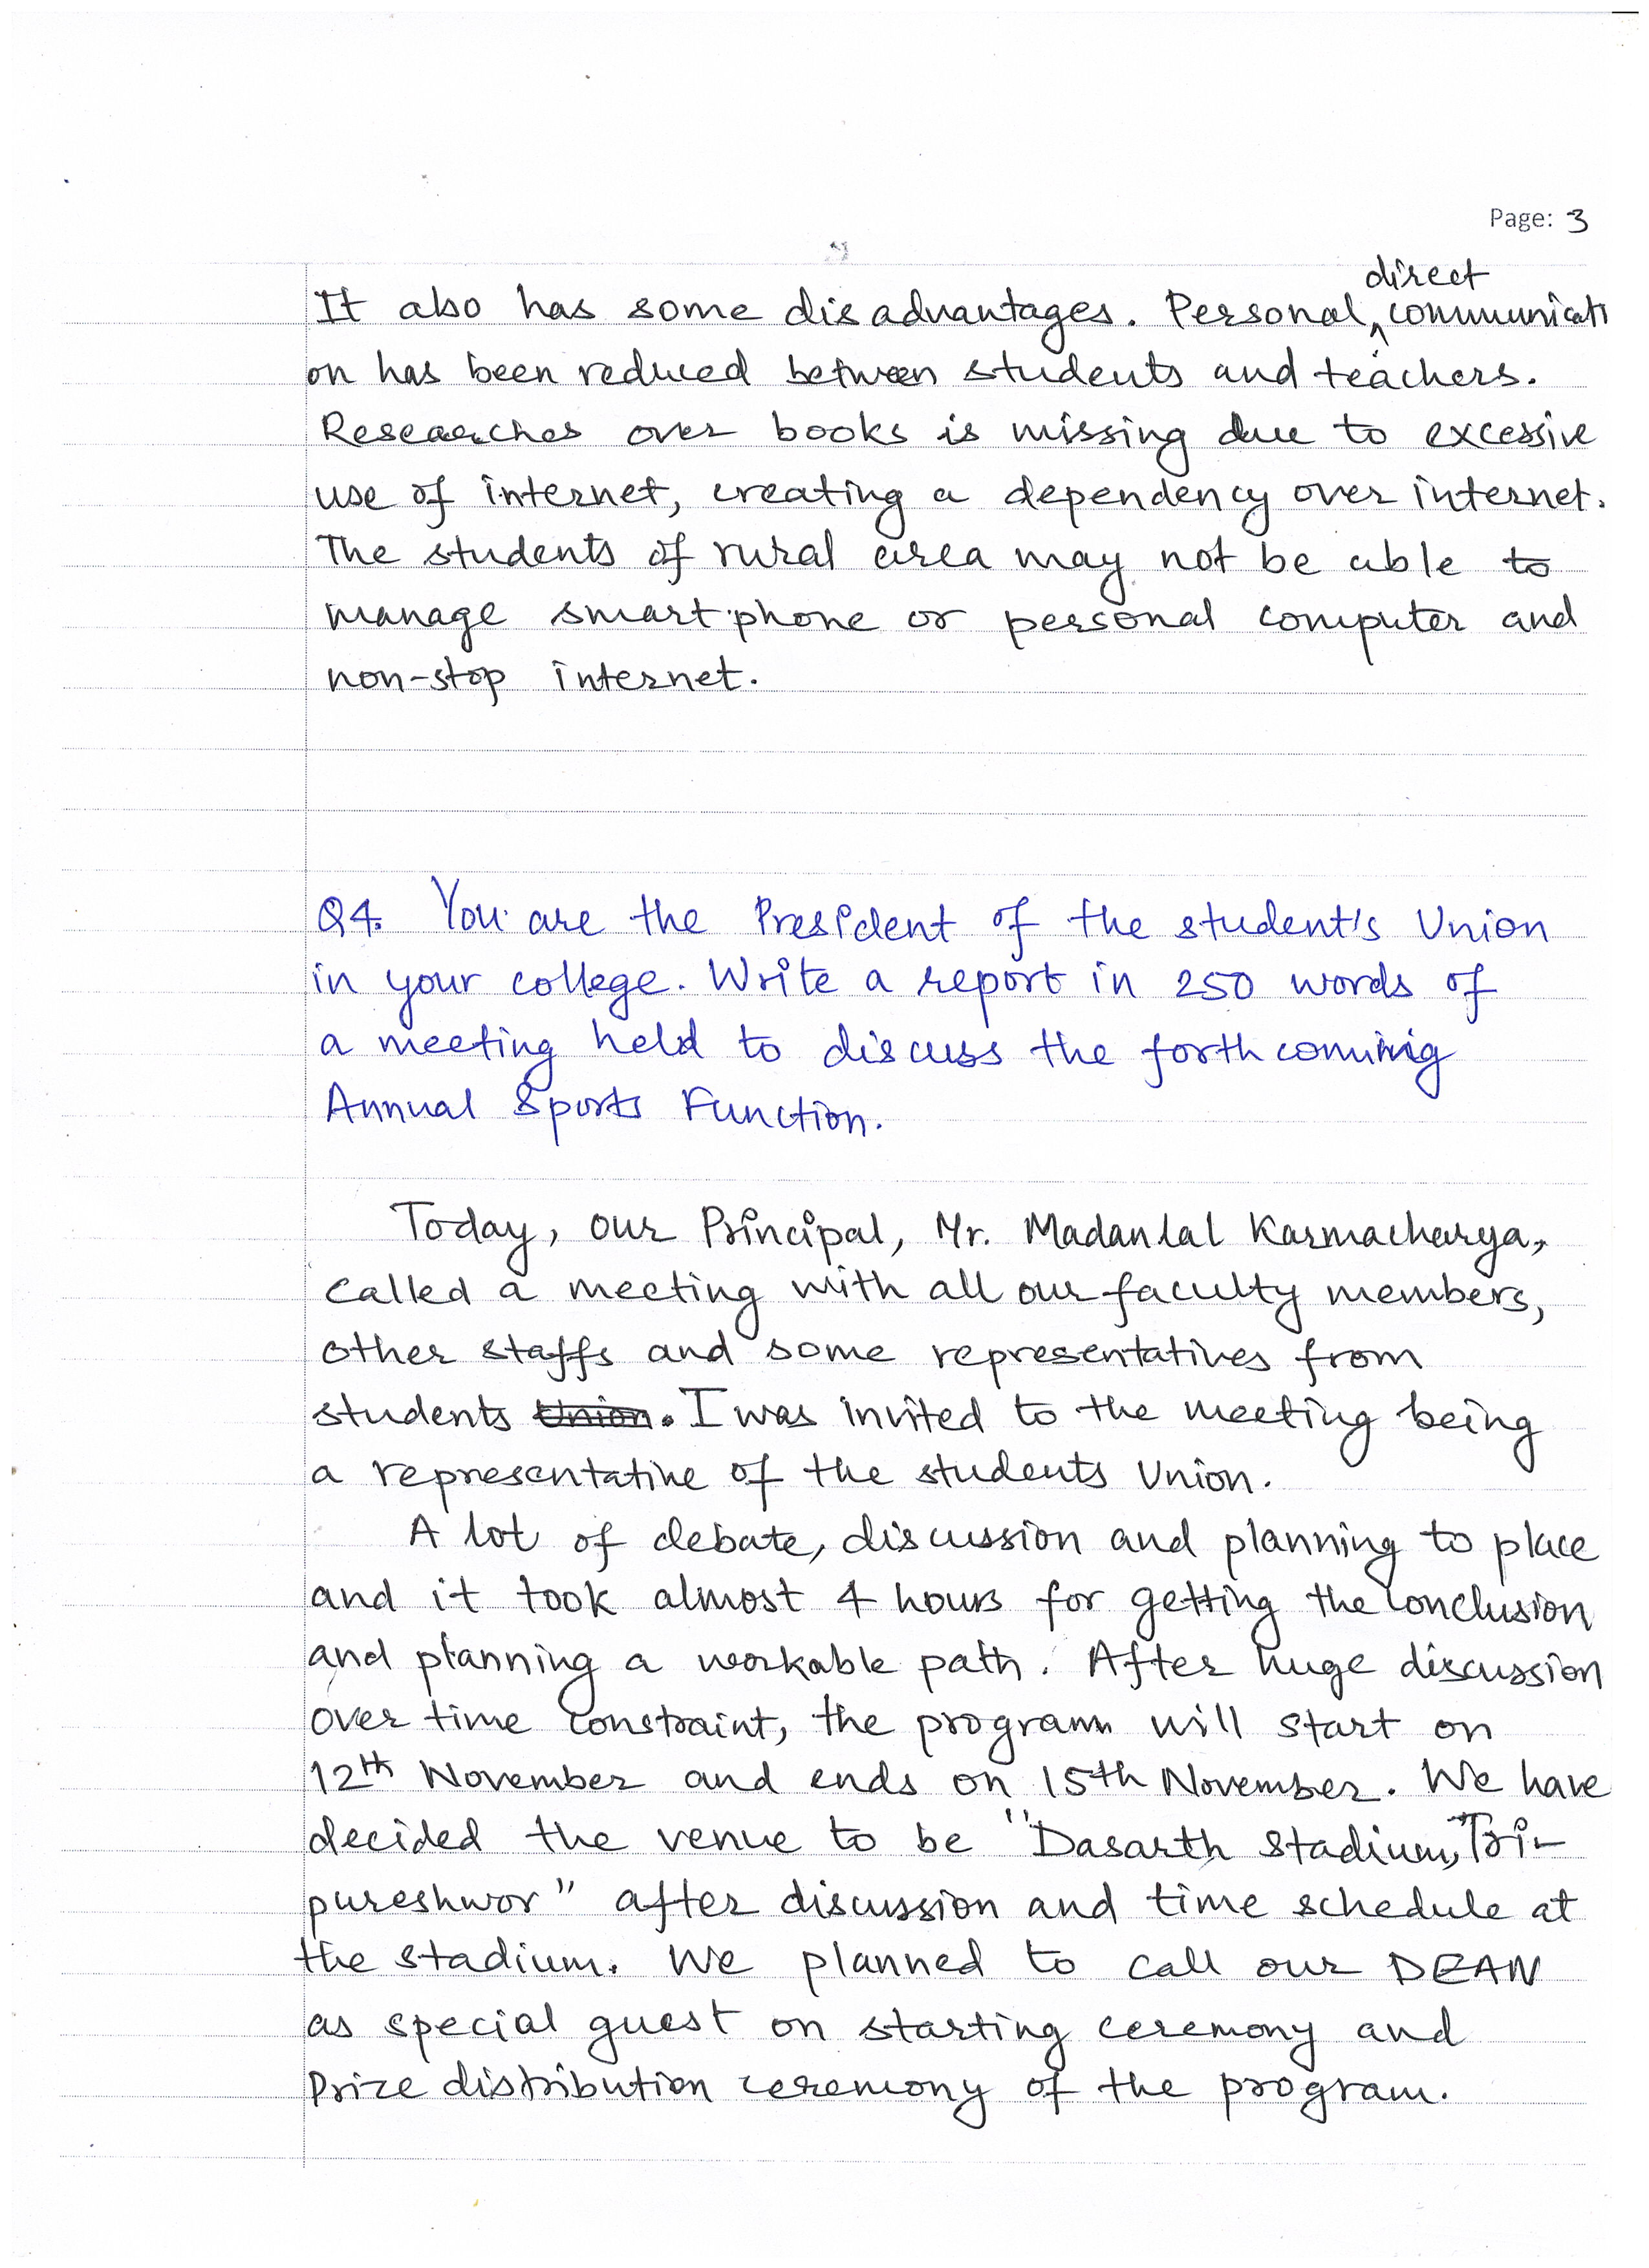 Page: 3
It also has some disadvantages. Personal direct communicati
on has been reduced between students and teachers.
Researches over books is missing due to excessive
use of internet, creating a dependency over internet.
The students of rural area may not be able to
manage smart phone or personal computer and
non-stop internet.
Q4. You are the President of the student's Union
in your college. Write a report in 250 words of
a meeting held to discuss the forthcoming
Annual Sports Function.
Today, our Principal, Mr. Madanlal Karmacharya,
called a meeting with all our faculty members,
other staffs and some representatives from
students Union. I was invited to the meeting being
a representative of the students Union.
A lot of debate, discussion and planning to place
and it took almost 4 hours for getting the conclusion
and planning a workable path. After huge discussion
over time constraint, the program will start on
12th November and ends on 15th November. We have
decided the venue to be "Dasarth Stadium, Tri-
pureshwor" after discussion and time schedule at
the stadium. We planned to call our DEAN
as special guest on starting ceremony and
Prize distribution ceremony of the program.